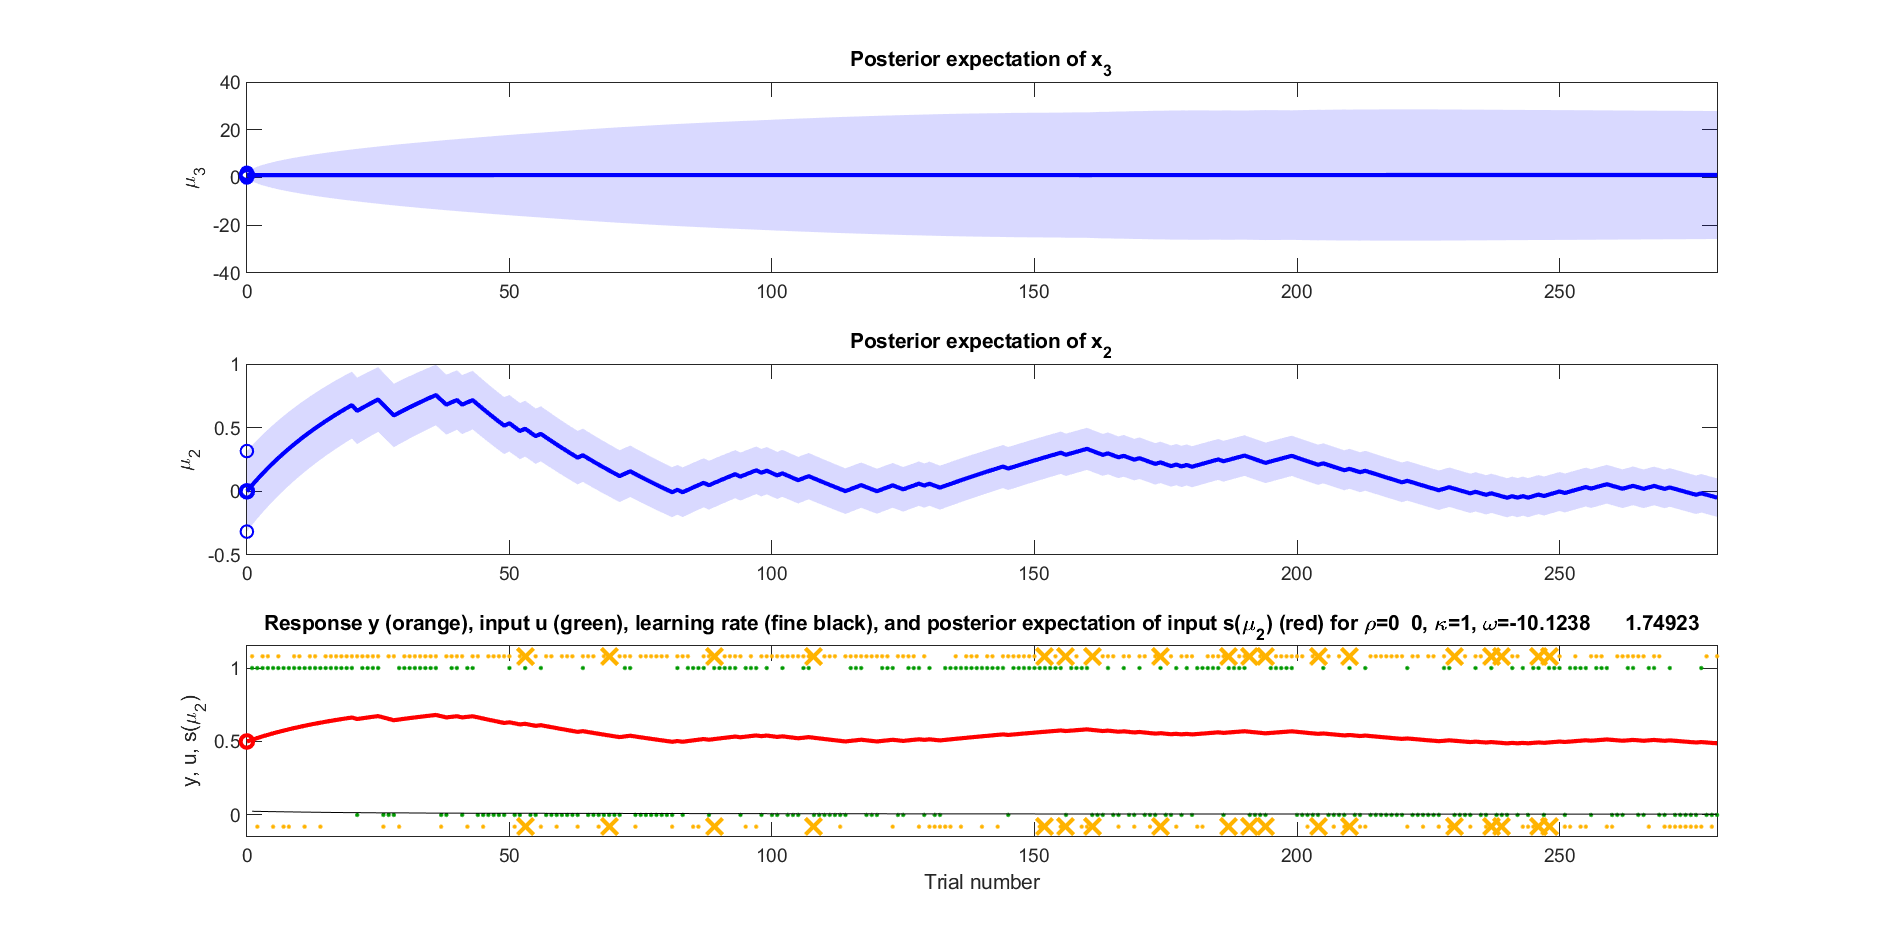 Posterior expectation of x3
40
20
0
-20
-40
μ3
0 50 100 150 200 250
Posterior expectation of x2
1
0.5
0
-0.5
μ2
0 50 100 150 200 250
Response y (orange), input u (green), learning rate (fine black), and posterior expectation of input s(μ2) (red) for ρ=0 0, κ=1, ω=-10.1238 1.74923
1
0.5
0
y, u, s(μ2)
0 50 100 150 200 250
Trial number